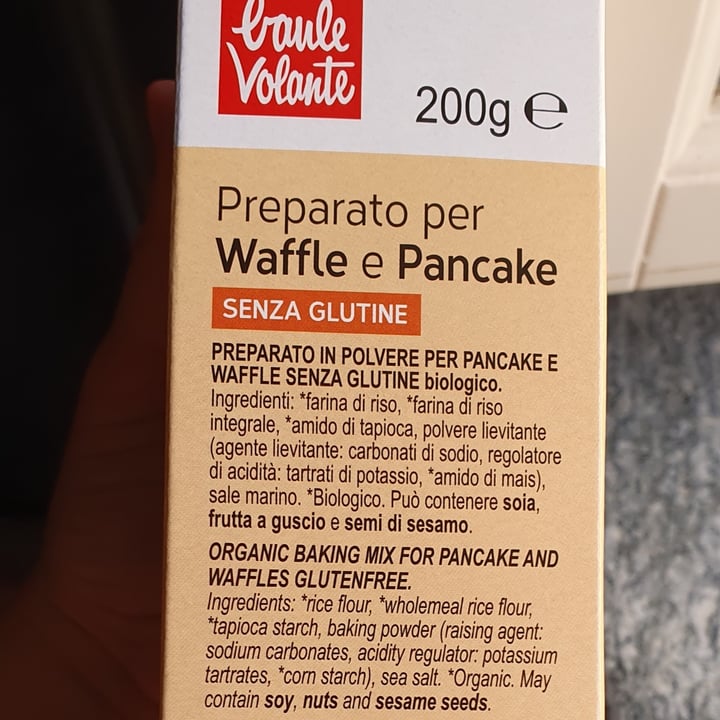 baule
Volante
200g ℮
Preparato per
Waffle e Pancake
SENZA GLUTINE
PREPARATO IN POLVERE PER PANCAKE E
WAFFLE SENZA GLUTINE biologico.
Ingredienti: *farina di riso, *farina di riso
integrale, *amido di tapioca, polvere lievitante
(agente lievitante: carbonati di sodio, regolatore
di acidità: tartrati di potassio, *amido di mais),
sale marino. *Biologico. Può contenere soia,
frutta a guscio e semi di sesamo.
ORGANIC BAKING MIX FOR PANCAKE AND
WAFFLES GLUTENFREE.
Ingredients: *rice flour, *wholemeal rice flour,
*tapioca starch, baking powder (raising agent:
sodium carbonates, acidity regulator: potassium
tartrates, *corn starch), sea salt. *Organic. May
contain soy, nuts and sesame seeds.